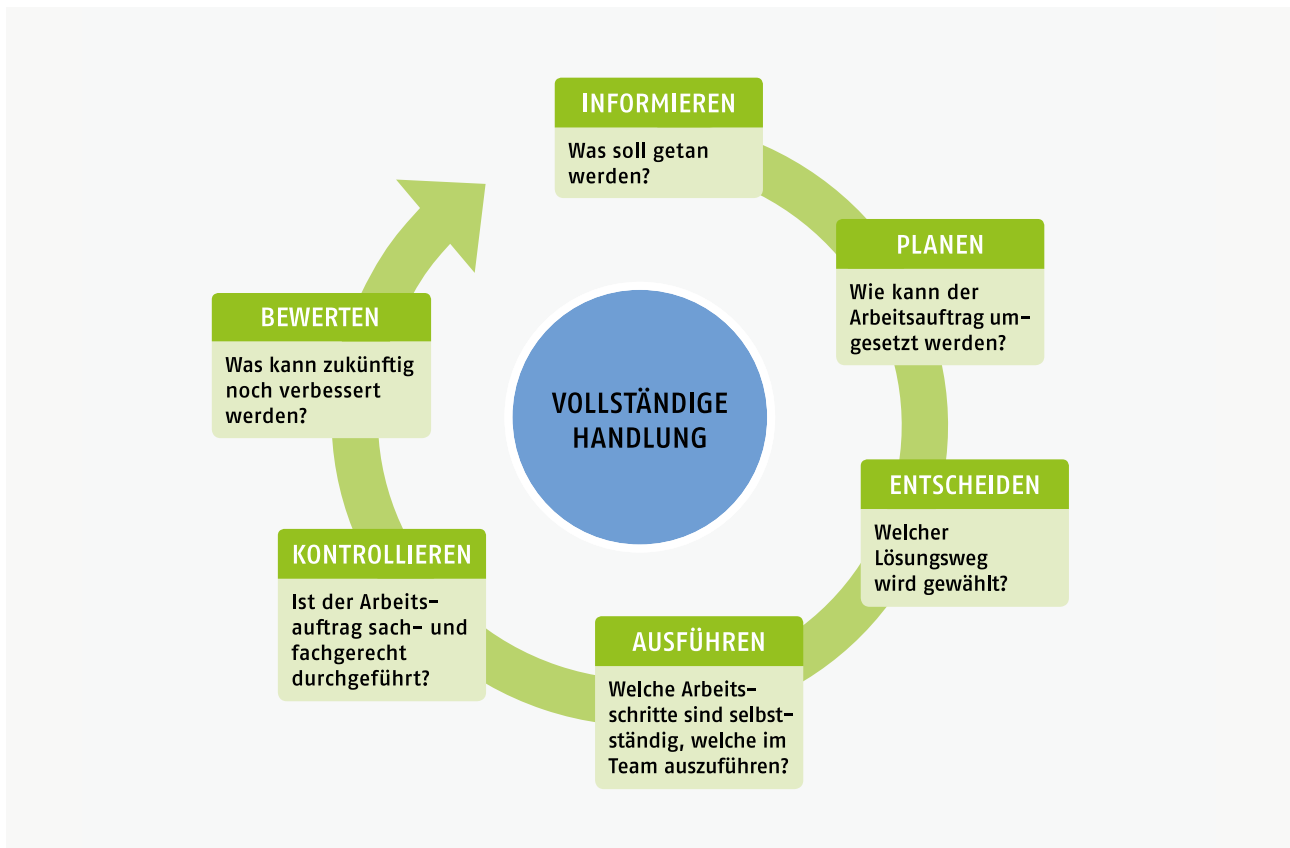 INFORMIEREN
Was soll getan
werden?
PLANEN
Wie kann der
Arbeitsauftrag um-
gesetzt werden?
ENTSCHEIDEN
Welcher
Lösungsweg
wird gewählt?
AUSFÜHREN
Welche Arbeits-
schritte sind selbst-
ständig, welche im
Team auszuführen?
KONTROLLIEREN
Ist der Arbeits-
auftrag sach- und
fachgerecht
durchgeführt?
BEWERTEN
Was kann zukünftig
noch verbessert
werden?
VOLLSTÄNDIGE
HANDLUNG